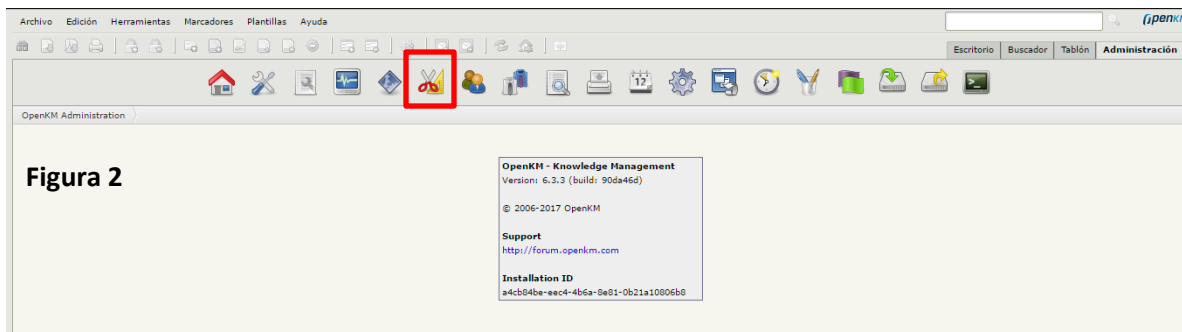 Archivo Edición Herramientas Marcadores Plantillas Ayuda
OpenKM
Escritorio Buscador Tablón Administración
12
OpenKM Administration
Figura 2
OpenKM - Knowledge Management
Version: 6.3.3 (build: 90da46d)
© 2006-2017 OpenKM
Support
http://forum.openkm.com
Installation ID
a4cb84be-eec4-4b6a-8e81-0b21a10806b8